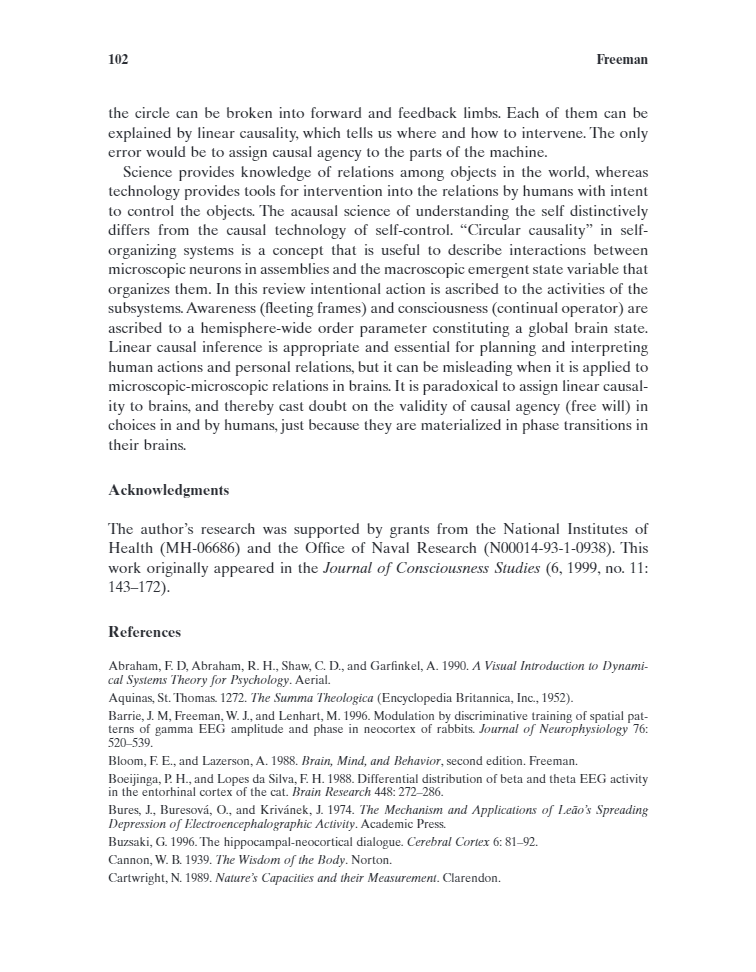 102
Freeman
the circle can be broken into forward and feedback limbs. Each of them can be
explained by linear causality, which tells us where and how to intervene. The only
error would be to assign causal agency to the parts of the machine.
Science provides knowledge of relations among objects in the world, whereas
technology provides tools for intervention into the relations by humans with intent
to control the objects. The acausal science of understanding the self distinctively
differs from the causal technology of self-control. “Circular causality” in self-
organizing systems is a concept that is useful to describe interactions between
microscopic neurons in assemblies and the macroscopic emergent state variable that
organizes them. In this review intentional action is ascribed to the activities of the
subsystems. Awareness (fleeting frames) and consciousness (continual operator) are
ascribed to a hemisphere-wide order parameter constituting a global brain state.
Linear causal inference is appropriate and essential for planning and interpreting
human actions and personal relations, but it can be misleading when it is applied to
microscopic-microscopic relations in brains. It is paradoxical to assign linear causal-
ity to brains, and thereby cast doubt on the validity of causal agency (free will) in
choices in and by humans, just because they are materialized in phase transitions in
their brains.
Acknowledgments
The author’s research was supported by grants from the National Institutes of
Health (MH-06686) and the Office of Naval Research (N00014-93-1-0938). This
work originally appeared in the Journal of Consciousness Studies (6, 1999, no. 11:
143–172).
References
Abraham, F. D, Abraham, R. H., Shaw, C. D., and Garfinkel, A. 1990. A Visual Introduction to Dynami-
cal Systems Theory for Psychology. Aerial.
Aquinas, St. Thomas. 1272. The Summa Theologica (Encyclopedia Britannica, Inc., 1952).
Barrie, J. M, Freeman, W. J., and Lenhart, M. 1996. Modulation by discriminative training of spatial pat-
terns of gamma EEG amplitude and phase in neocortex of rabbits. Journal of Neurophysiology 76:
520–539.
Bloom, F. E., and Lazerson, A. 1988. Brain, Mind, and Behavior, second edition. Freeman.
Boeijinga, P. H., and Lopes da Silva, F. H. 1988. Differential distribution of beta and theta EEG activity
in the entorhinal cortex of the cat. Brain Research 448: 272–286.
Bures, J., Buresová, O., and Krivánek, J. 1974. The Mechanism and Applications of Leão’s Spreading
Depression of Electroencephalographic Activity. Academic Press.
Buzsaki, G. 1996. The hippocampal-neocortical dialogue. Cerebral Cortex 6: 81–92.
Cannon, W. B. 1939. The Wisdom of the Body. Norton.
Cartwright, N. 1989. Nature’s Capacities and their Measurement. Clarendon.